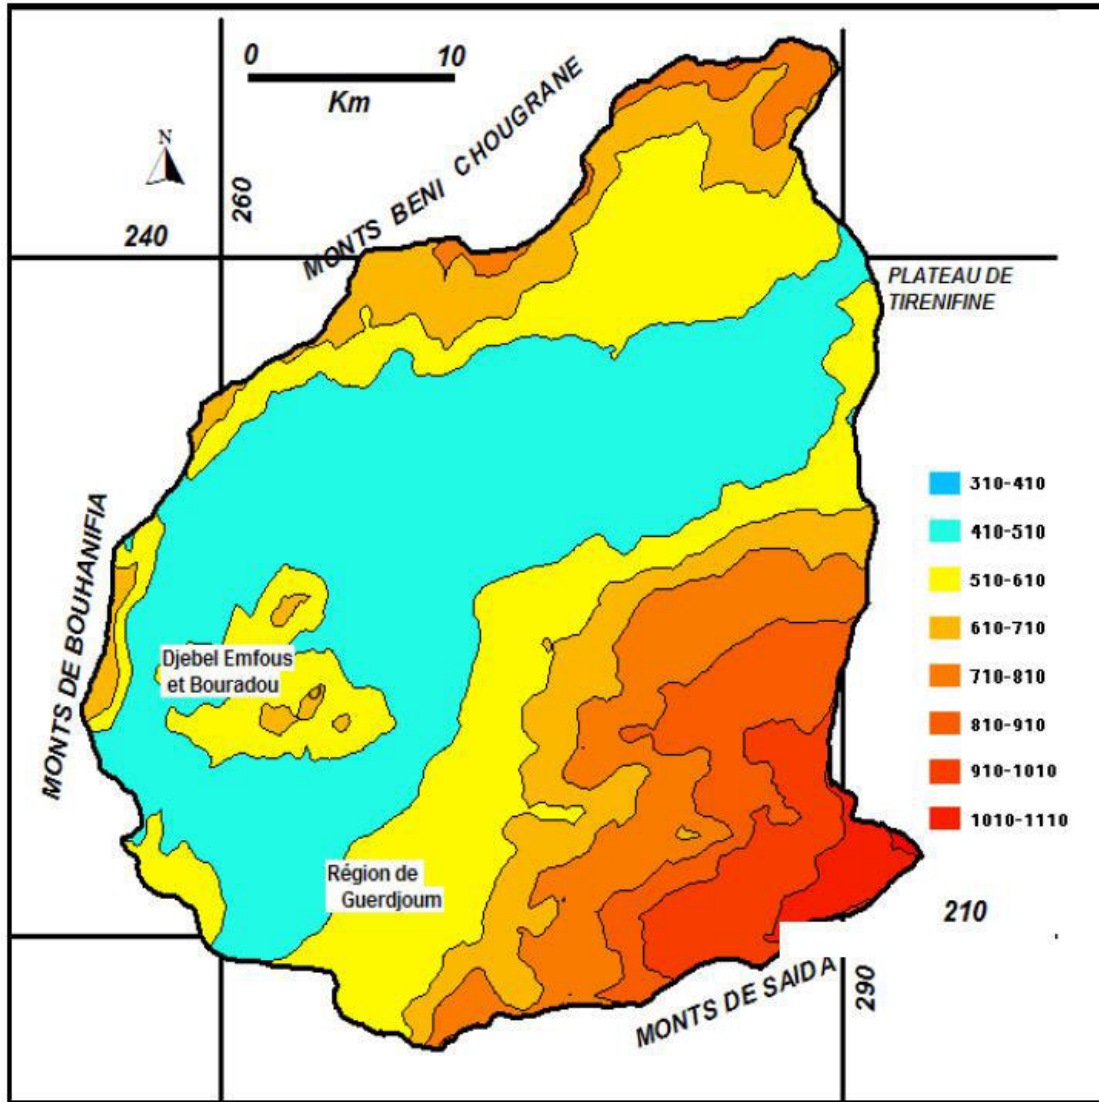 0 10
Km
N
MONTS BENI CHOUGRANE
260
240
PLATEAU DE
TIRENIFINE
310-410
410-510
510-610
610-710
710-810
810-910
910-1010
1010-1110
MONTS DE BOUHANIFIA
Djebel Emfous
et Bouradou
Région de
Guerdjoum
210
MONTS DE SAIDA
290